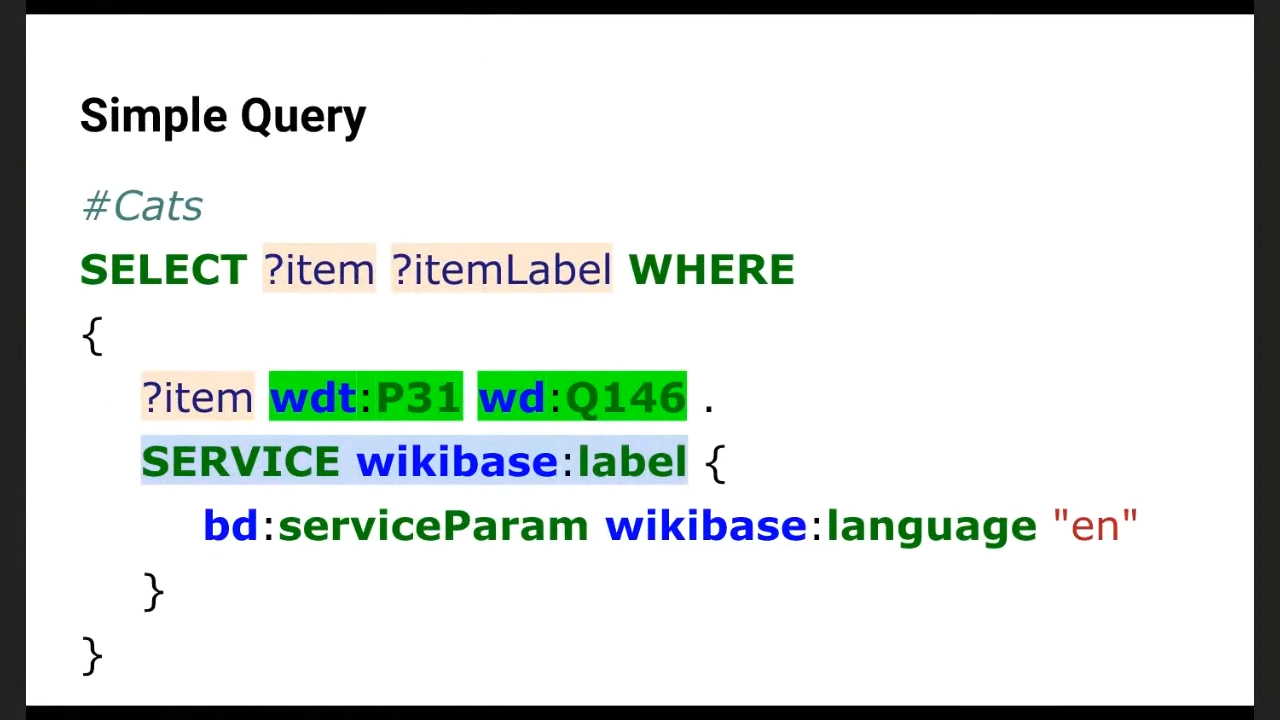 Simple Query
#Cats
SELECT ?item ?itemLabel WHERE
{
?item wdt:P31 wd:Q146 .
SERVICE wikibase:label {
bd:serviceParam wikibase:language "en"
}
}